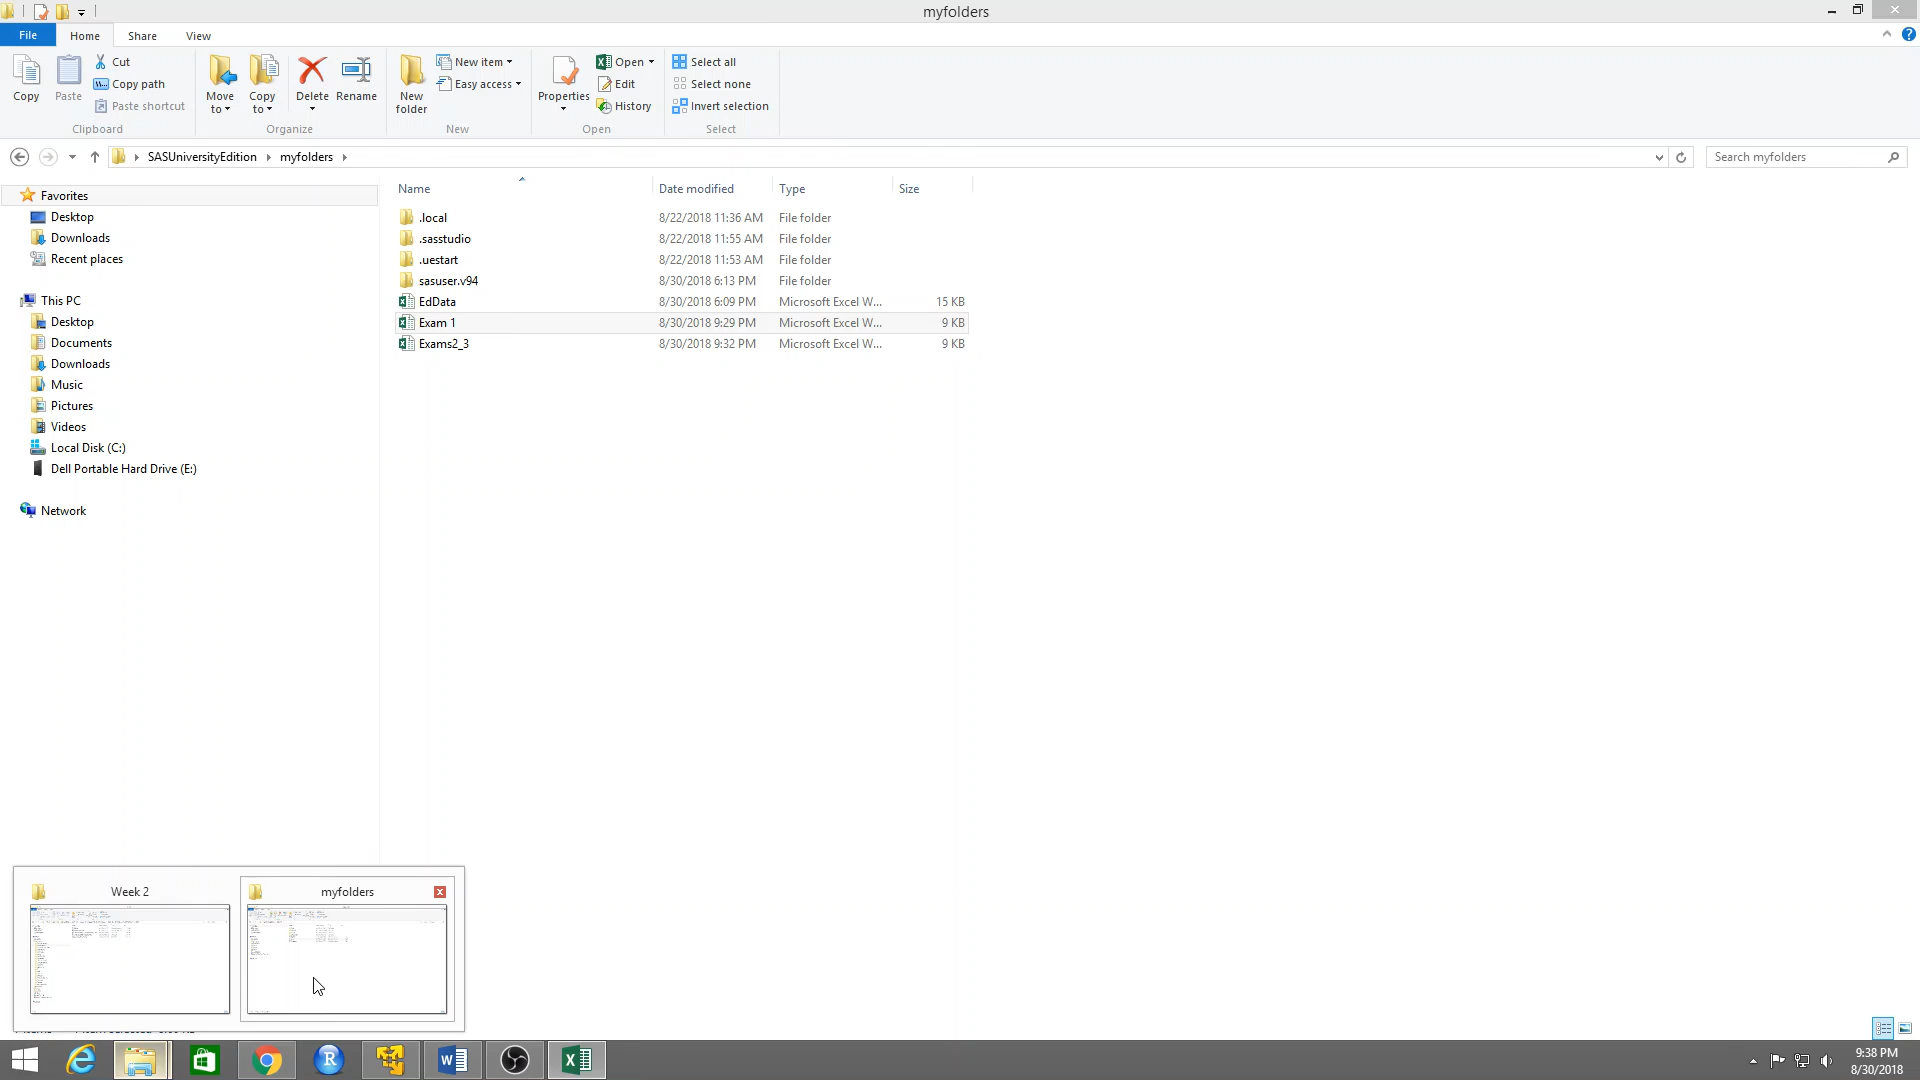 myfolders
File Home Share View
Copy Paste Cut Copy path Paste shortcut
Clipboard
Move to Copy to Delete Rename
Organize
New folder New item Easy access
New
Properties Open Edit History
Open
Select all Select none Invert selection
Select
SASUniversityEdition myfolders
Search myfolders
Favorites
Desktop
Downloads
Recent places
This PC
Desktop
Documents
Downloads
Music
Pictures
Videos
Local Disk (C:)
Dell Portable Hard Drive (E:)
Network
Name Date modified Type Size
.local 8/22/2018 11:36 AM File folder
.sasstudio 8/22/2018 11:55 AM File folder
.uestart 8/22/2018 11:53 AM File folder
sasuser.v94 8/30/2018 6:13 PM File folder
EdData 8/30/2018 6:09 PM Microsoft Excel W... 15 KB
Exam 1 8/30/2018 9:29 PM Microsoft Excel W... 9 KB
Exams2_3 8/30/2018 9:32 PM Microsoft Excel W... 9 KB
Week 2 myfolders
9:38 PM
8/30/2018